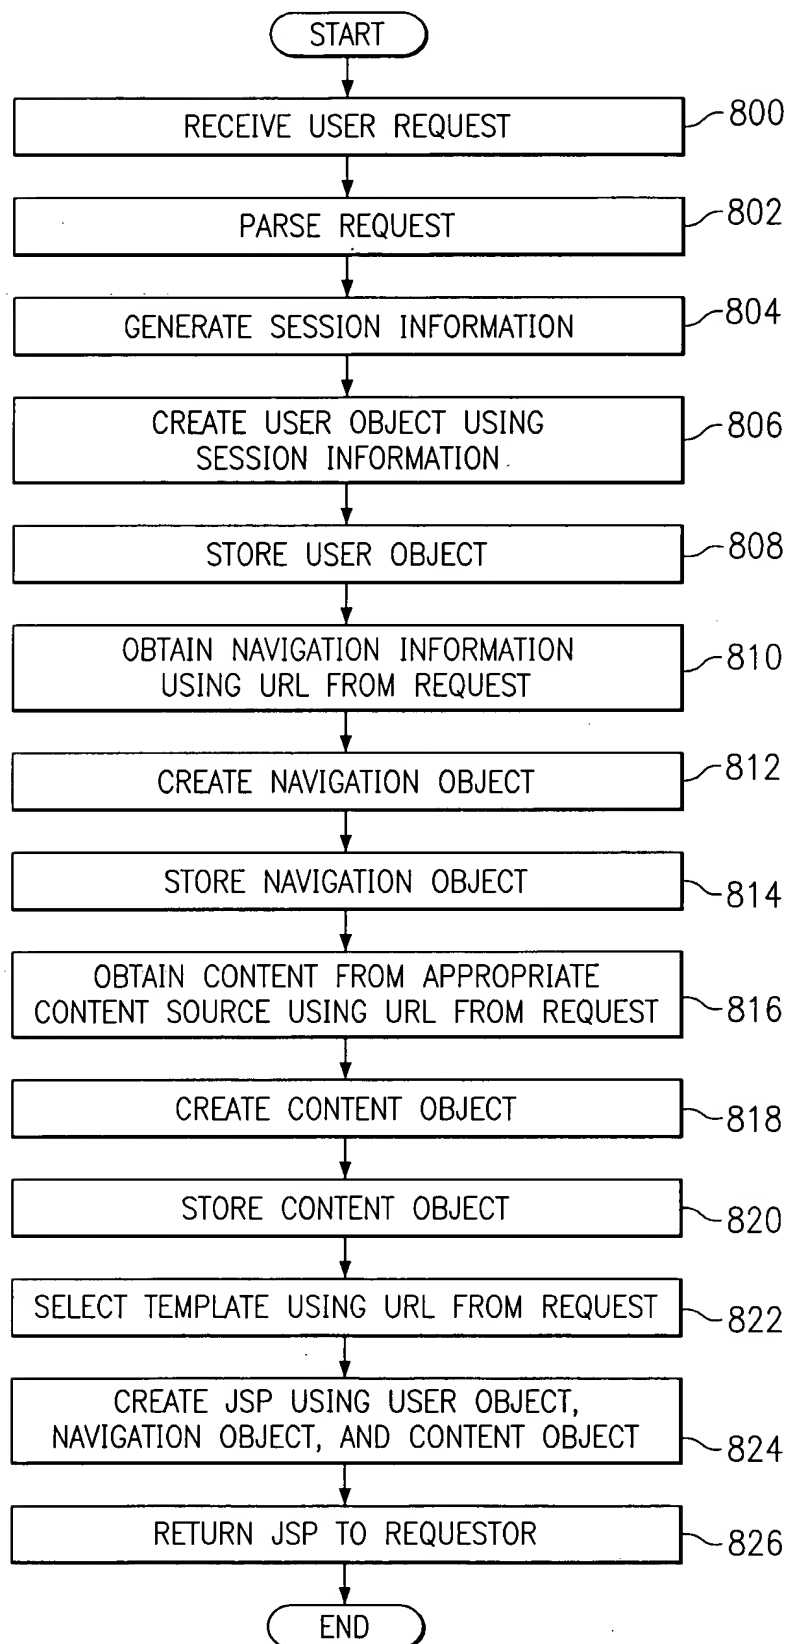 START
RECEIVE USER REQUEST
800
PARSE REQUEST
802
GENERATE SESSION INFORMATION
804
CREATE USER OBJECT USING
SESSION INFORMATION
806
STORE USER OBJECT
808
OBTAIN NAVIGATION INFORMATION
USING URL FROM REQUEST
810
CREATE NAVIGATION OBJECT
812
STORE NAVIGATION OBJECT
814
OBTAIN CONTENT FROM APPROPRIATE
CONTENT SOURCE USING URL FROM REQUEST
816
CREATE CONTENT OBJECT
818
STORE CONTENT OBJECT
820
SELECT TEMPLATE USING URL FROM REQUEST
822
CREATE JSP USING USER OBJECT,
NAVIGATION OBJECT, AND CONTENT OBJECT
824
RETURN JSP TO REQUESTOR
826
END